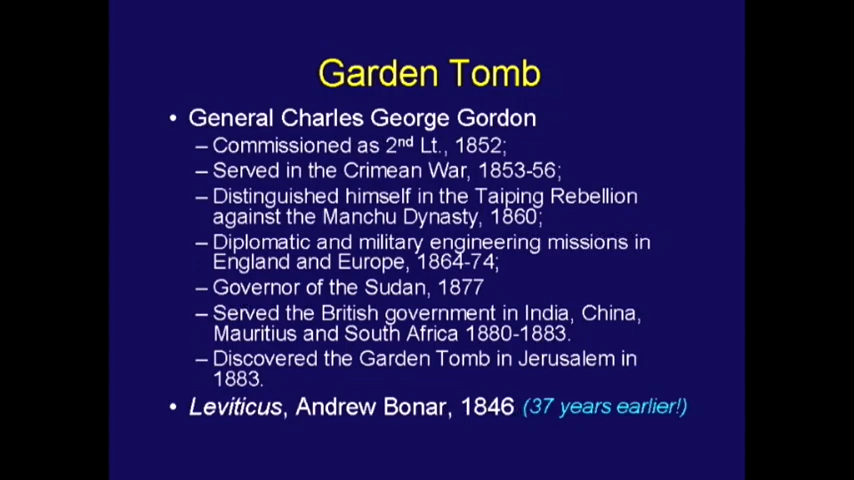 Garden Tomb
• General Charles George Gordon
– Commissioned as 2nd Lt., 1852;
– Served in the Crimean War, 1853-56;
– Distinguished himself in the Taiping Rebellion
against the Manchu Dynasty, 1860;
– Diplomatic and military engineering missions in
England and Europe, 1864-74;
– Governor of the Sudan, 1877
– Served the British government in India, China,
Mauritius and South Africa 1880-1883.
– Discovered the Garden Tomb in Jerusalem in
1883.
• Leviticus, Andrew Bonar, 1846 (37 years earlier!)